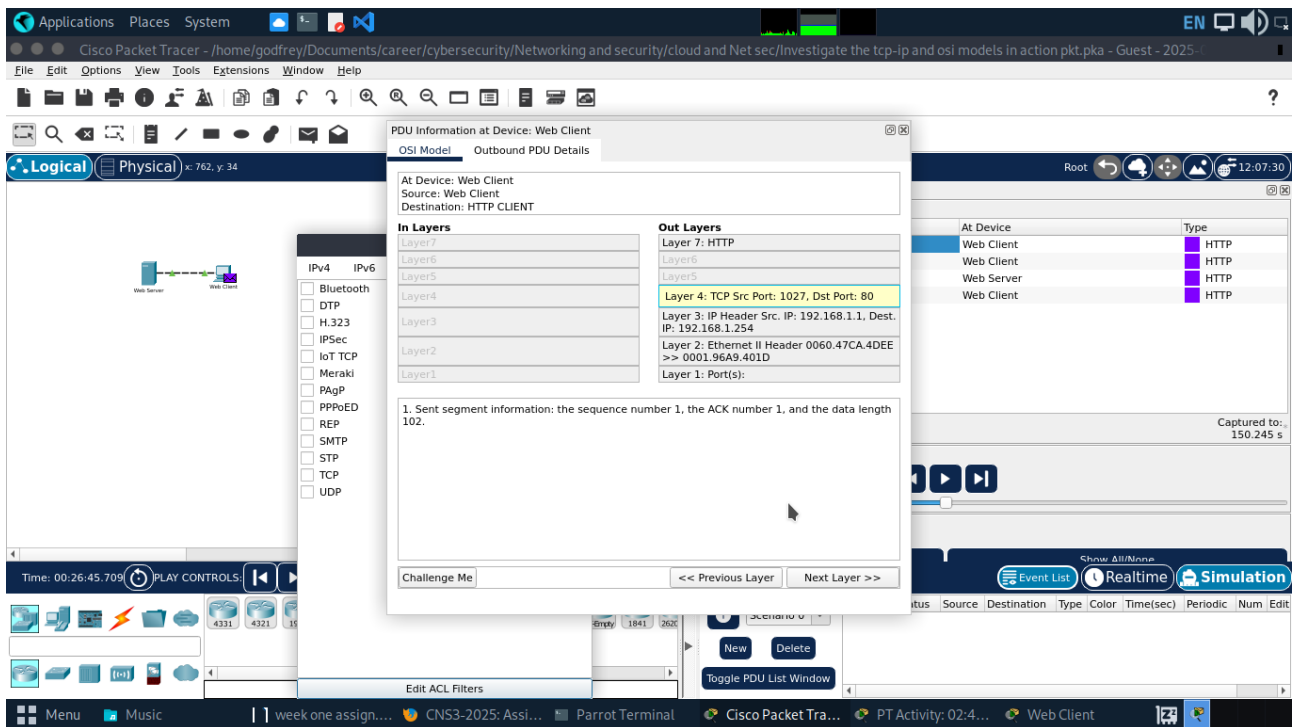 Applications Places System
EN
Cisco Packet Tracer - /home/godfrey/Documents/career/cybersecurity/Networking and security/cloud and Net sec/Investigate the tcp-ip and osi models in action pkt.pka - Guest - 2025-
File Edit Options View Tools Extensions Window Help
?
Logical Physical x: 762, y: 34
Root 12:07:30
PDU Information at Device: Web Client
OSI Model Outbound PDU Details
At Device: Web Client
Source: Web Client
Destination: HTTP CLIENT
In Layers Out Layers
Layer7 Layer 7: HTTP
Layer6 Layer6
Layer5 Layer5
Layer4 Layer 4: TCP Src Port: 1027, Dst Port: 80
Layer3 Layer 3: IP Header Src. IP: 192.168.1.1, Dest.
IP: 192.168.1.254
Layer2 Layer 2: Ethernet II Header 0060.47CA.4DEE
>> 0001.96A9.401D
Layer1 Layer 1: Port(s):
1. Sent segment information: the sequence number 1, the ACK number 1, and the data length
102.
Challenge Me << Previous Layer Next Layer >>
Web Server Web Client
IPv4 IPv6
Bluetooth
DTP
H.323
IPSec
IoT TCP
Meraki
PAgP
PPPoED
REP
SMTP
STP
TCP
UDP
Edit ACL Filters
At Device Type
Web Client HTTP
Web Client HTTP
Web Server HTTP
Web Client HTTP
Captured to:
150.245 s
Show All/None
Time: 00:26:45.709 PLAY CONTROLS:
Event List Realtime Simulation
4331 4321 1841
Scenario 0
Source Destination Type Color Time(sec) Periodic Num Edit
New Delete
Toggle PDU List Window
Menu Music week one assign.... CNS3-2025: Assi... Parrot Terminal Cisco Packet Tra... PT Activity: 02:4... Web Client